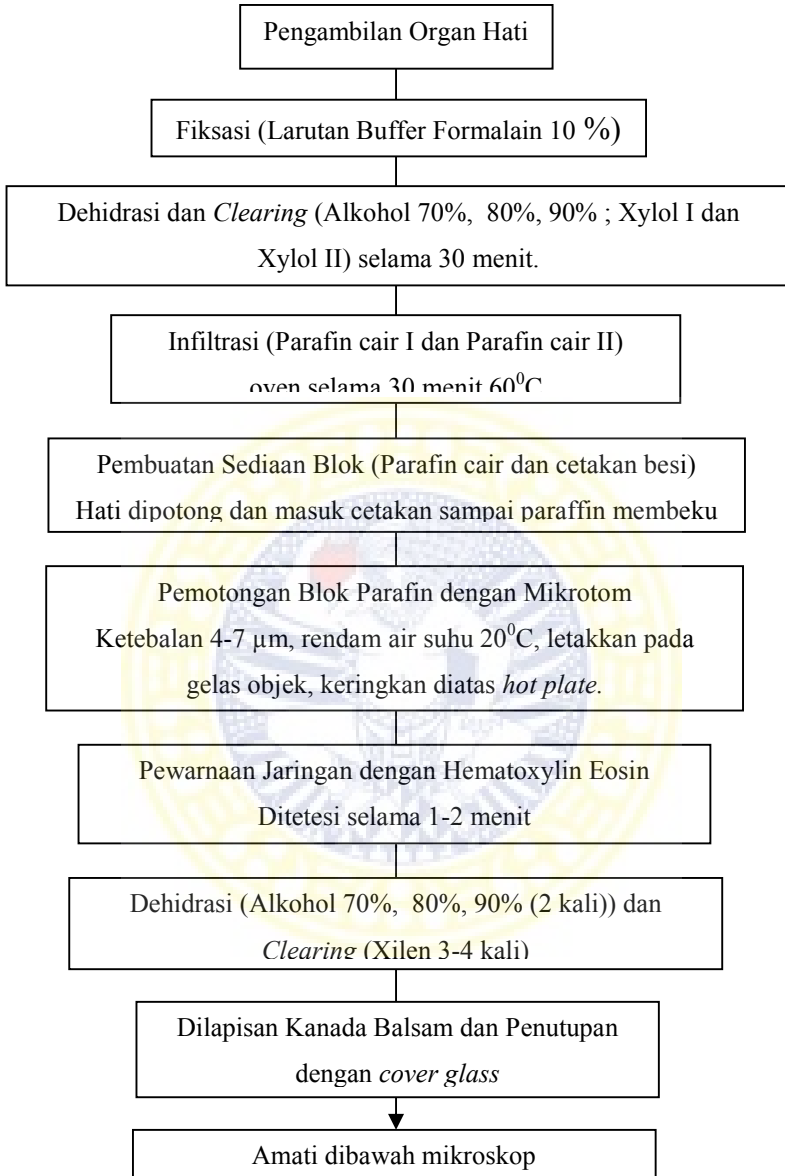 Pengambilan Organ Hati
Fiksasi (Larutan Buffer Formalain 10 %)
Dehidrasi dan Clearing (Alkohol 70%, 80%, 90% ; Xylol I dan
Xylol II) selama 30 menit.
Infiltrasi (Parafin cair I dan Parafin cair II)
oven selama 30 menit 60⁰C
Pembuatan Sediaan Blok (Parafin cair dan cetakan besi)
Hati dipotong dan masuk cetakan sampai paraffin membeku
Pemotongan Blok Parafin dengan Mikrotom
Ketebalan 4-7 µm, rendam air suhu 20⁰C, letakkan pada
gelas objek, keringkan diatas hot plate.
Pewarnaan Jaringan dengan Hematoxylin Eosin
Ditetesi selama 1-2 menit
Dehidrasi (Alkohol 70%, 80%, 90% (2 kali)) dan
Clearing (Xilen 3-4 kali)
Dilapisan Kanada Balsam dan Penutupan
dengan cover glass
Amati dibawah mikroskop